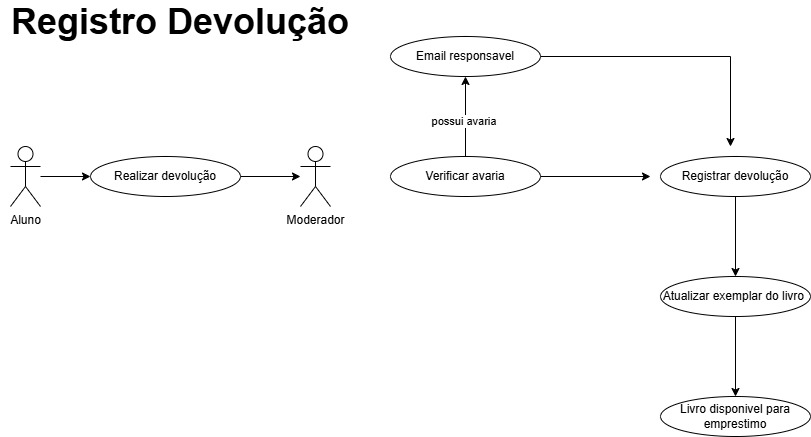 Registro Devolução
Email responsavel
possui avaria
Realizar devolução
Verificar avaria
Registrar devolução
Aluno
Moderador
Atualizar exemplar do livro
Livro disponivel para
emprestimo